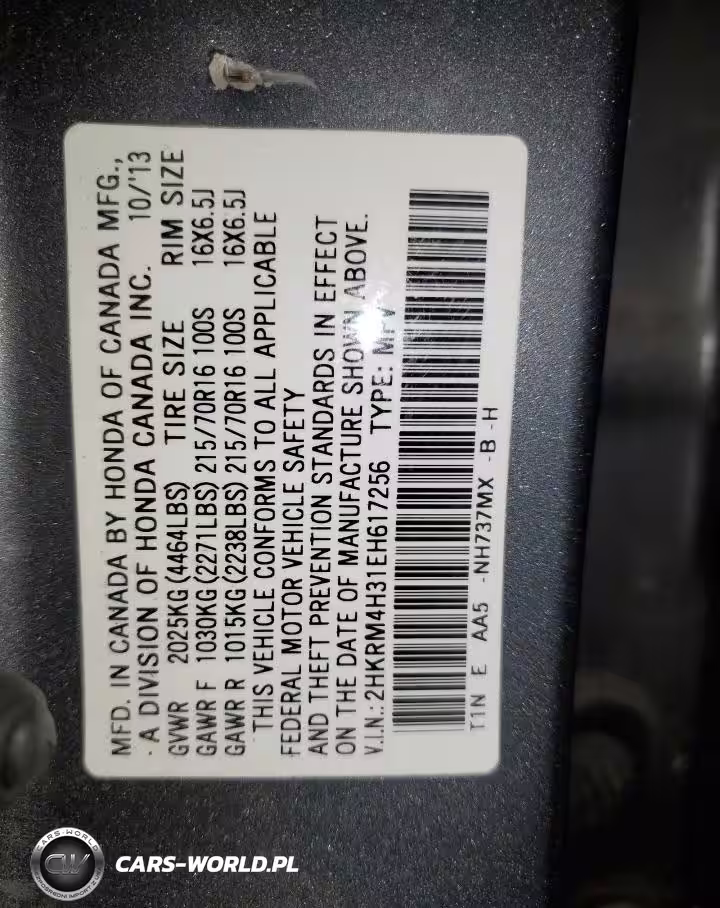 MFD. IN CANADA BY HONDA OF CANADA MFG.,
· A DIVISION OF HONDA CANADA INC. 10/'13
GVWR 2025KG(4464LBS) TIRE SIZE RIM SIZE
GAWR F 1030KG(2271LBS) 215/70R16 100S 16X6.5J
GAWR R 1015KG(2238LBS) 215/70R16 100S 16X6.5J
THIS VEHICLE CONFORMS TO ALL APPLICABLE
FEDERAL MOTOR VEHICLE SAFETY
AND THEFT PREVENTION STANDARDS IN EFFECT
ON THE DATE OF MANUFACTURE SHOWN ABOVE.
V.I.N.: 2HKRM4H31EH617256 TYPE: MPV
T1N E AA5 -NH737MX -B -H
CARS-WORLD
CW
CARS-WORLD.PL